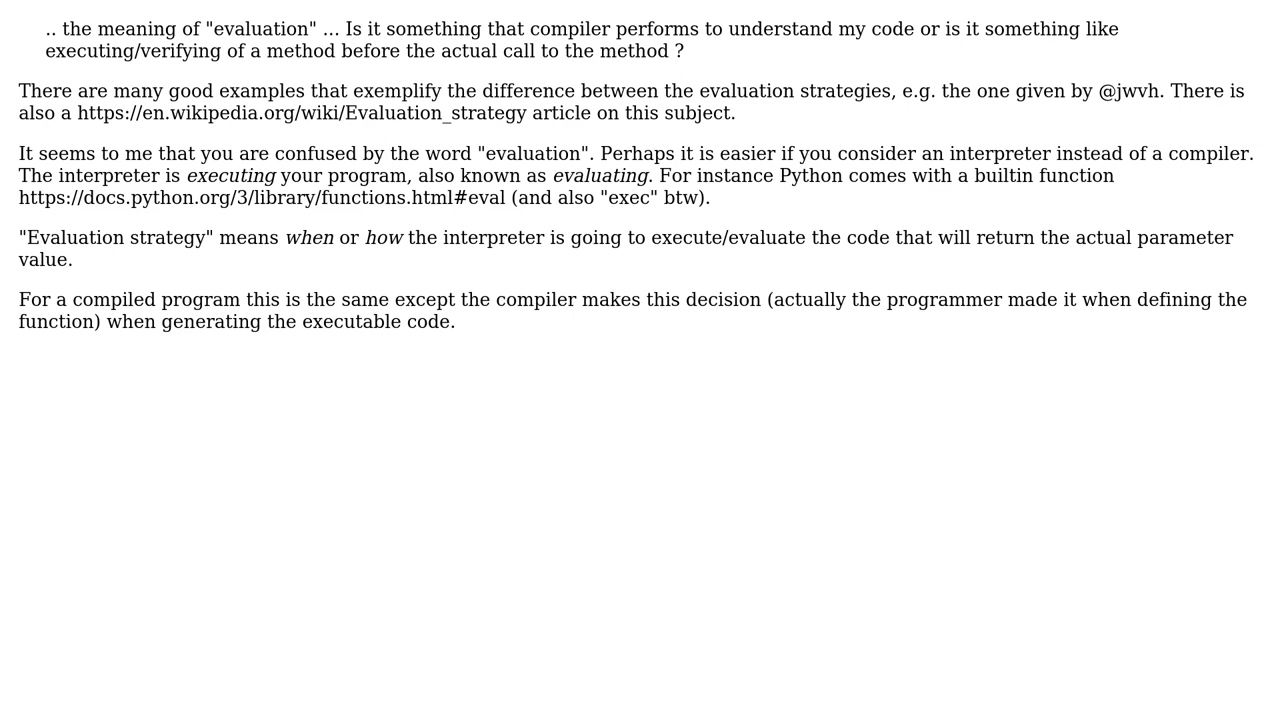 .. the meaning of "evaluation" ... Is it something that compiler performs to understand my code or is it something like
executing/verifying of a method before the actual call to the method ?
There are many good examples that exemplify the difference between the evaluation strategies, e.g. the one given by @jwvh. There is
also a https://en.wikipedia.org/wiki/Evaluation_strategy article on this subject.
It seems to me that you are confused by the word "evaluation". Perhaps it is easier if you consider an interpreter instead of a compiler.
The interpreter is executing your program, also known as evaluating. For instance Python comes with a builtin function
https://docs.python.org/3/library/functions.html#eval (and also "exec" btw).
"Evaluation strategy" means when or how the interpreter is going to execute/evaluate the code that will return the actual parameter
value.
For a compiled program this is the same except the compiler makes this decision (actually the programmer made it when defining the
function) when generating the executable code.